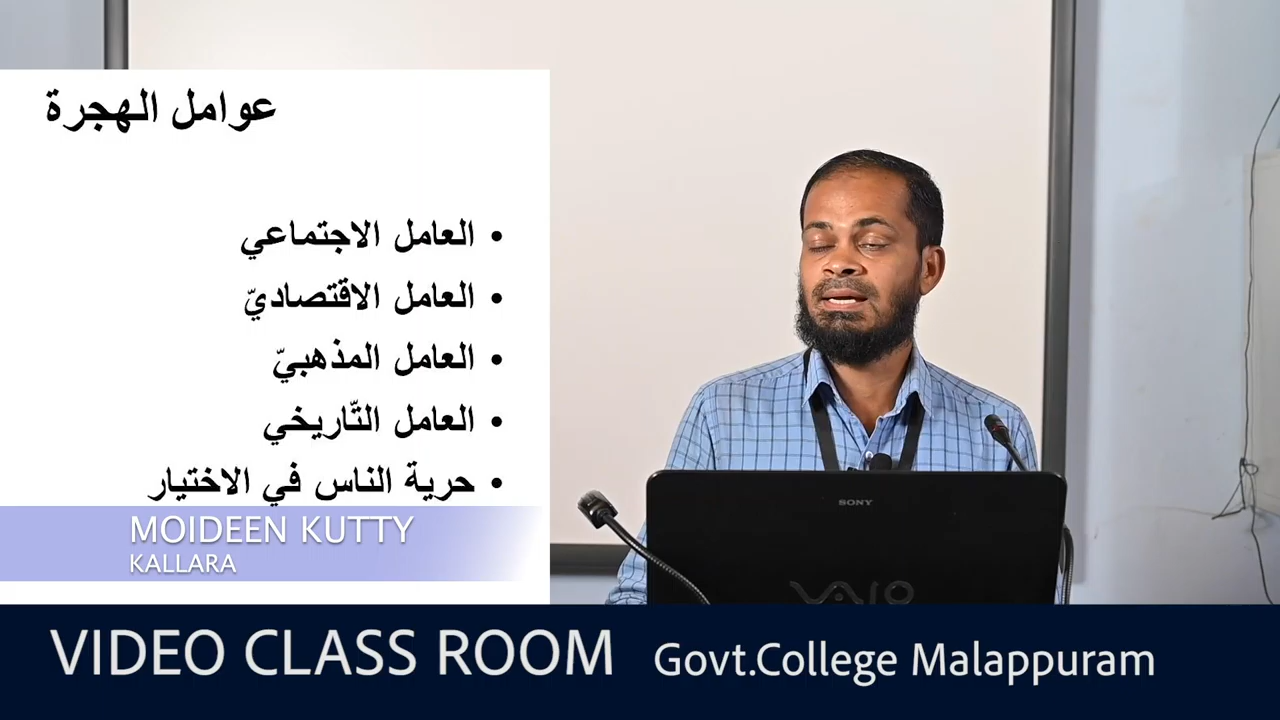 عوامل الهجرة
• العامل الاجتماعي
• العامل الاقتصاديّ
• العامل المذهبيّ
• العامل التّاريخي
• حرية الناس في الاختيار
MOIDEEN KUTTY
KALLARA
SONY
VAIO
VIDEO CLASS ROOM Govt.College Malappuram